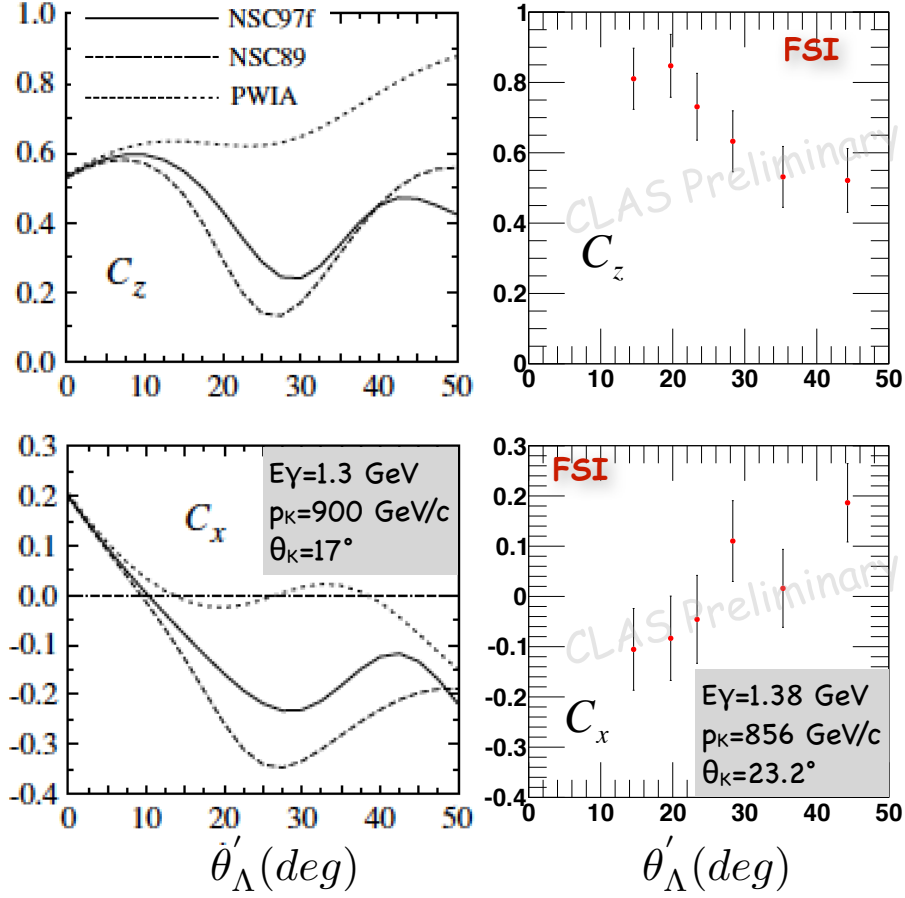 NSC97f
NSC89
PWIA
1.0
0.8
0.6
0.4
0.2
0.0
C_z
0 10 20 30 40 50
1
0.8
0.6
0.4
0.2
0
FSI
CLAS Preliminary
C_z
0 10 20 30 40 50
0.3
0.2
0.1
0.0
-0.1
-0.2
-0.3
-0.4
C_x
Eγ=1.3 GeV
pK=900 GeV/c
θK=17°
0 10 20 30 40 50
θ′Λ(deg)
0.3
0.2
0.1
0
-0.1
-0.2
-0.3
-0.4
FSI
CLAS Preliminary
C_x
Eγ=1.38 GeV
pK=856 GeV/c
θK=23.2°
0 10 20 30 40 50
θ′Λ(deg)